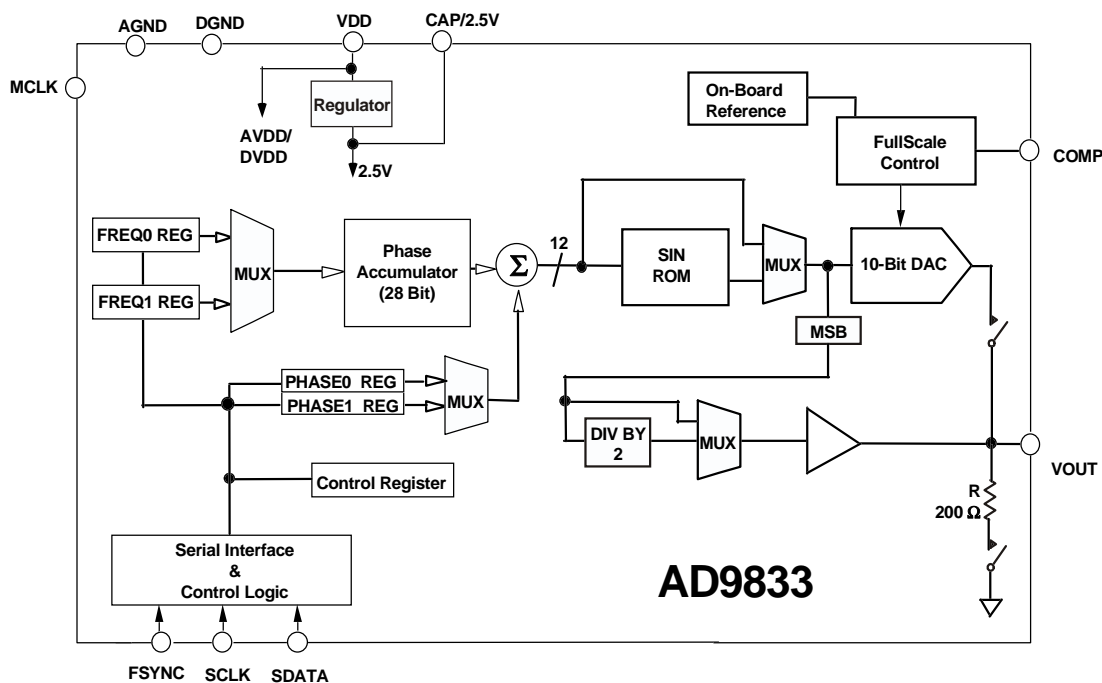 AGND
DGND
VDD
CAP/2.5V
MCLK
Regulator
AVDD/
DVDD
2.5V
On-Board
Reference
FullScale
Control
COMP
FREQ0 REG
FREQ1 REG
MUX
Phase
Accumulator
(28 Bit)
Σ
12
SIN
ROM
MUX
10-Bit DAC
MSB
PHASE0 REG
PHASE1 REG
MUX
DIV BY
2
MUX
VOUT
R
200 Ω
Control Register
Serial Interface
&
Control Logic
AD9833
FSYNC
SCLK
SDATA